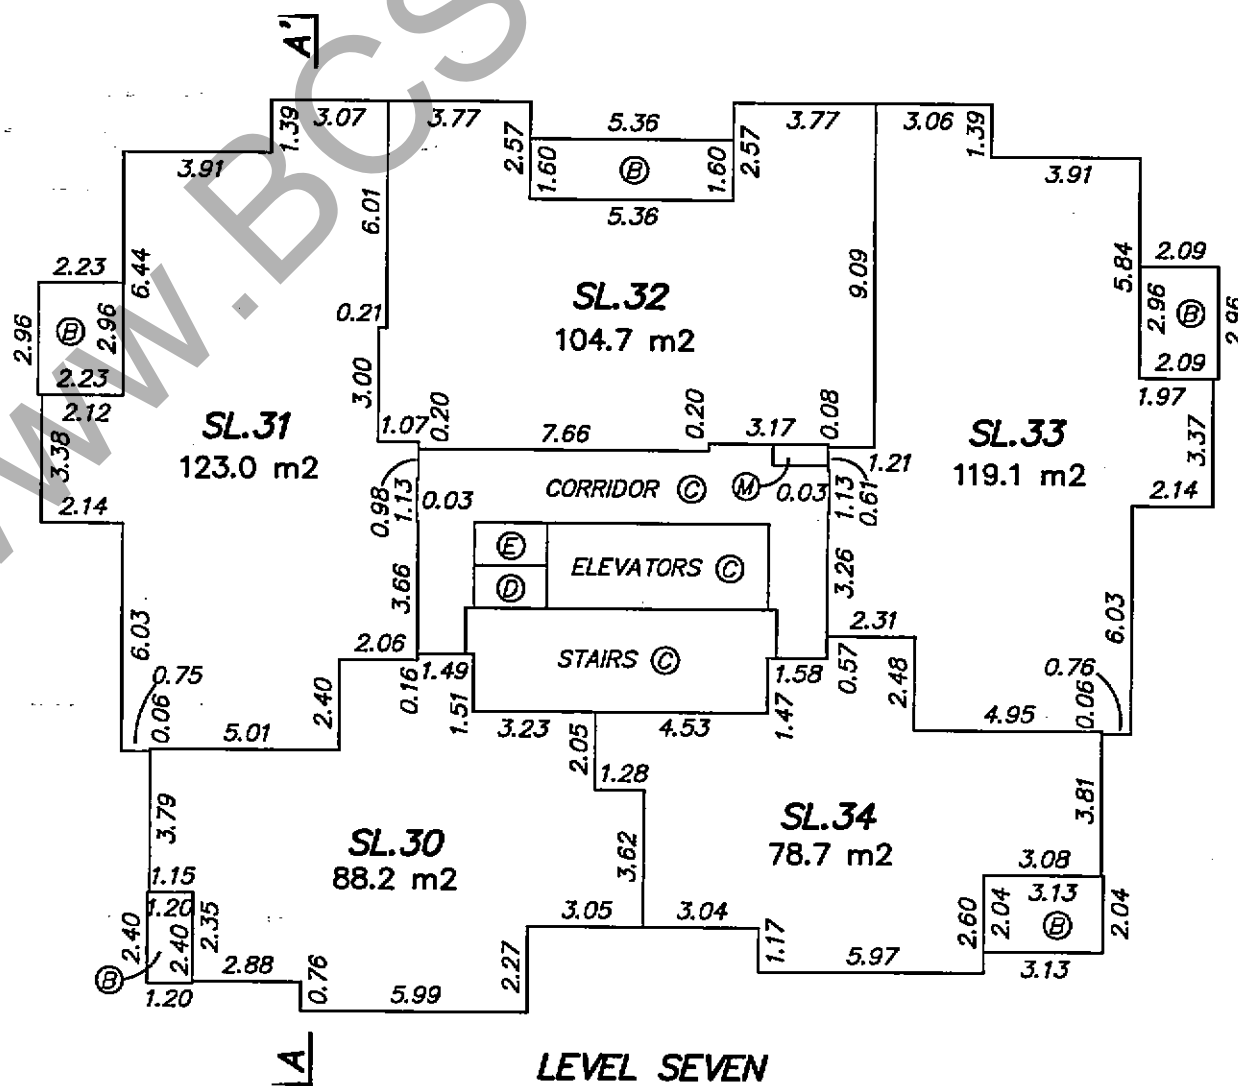 A'
www.BCS
1.39 3.07 3.77 5.36 3.77 3.06 1.39
3.91 2.57 1.60 B 1.60 2.57 3.91
5.36
6.01
2.23 6.44 9.09 5.84 2.09
2.96 B 2.96 0.21 SL.32 2.96 B 2.96
104.7 m2
2.23 3.00 2.09
2.12 1.07 0.20 0.20 3.17 0.08 1.97
SL.31 7.66 SL.33
3.38 123.0 m2 1.21 119.1 m2 3.37
2.14 0.98 1.13 0.03 CORRIDOR C M 0.03 1.13 0.61 2.14
E ELEVATORS C
D
3.66 3.26
6.03 2.06 2.31 6.03
0.75 1.49 STAIRS C 1.58 0.57 0.76
0.06 5.01 2.40 0.16 1.51 3.23 4.53 1.47 2.48 4.95 0.06
2.05 1.28
3.79 SL.30 SL.34 3.81
88.2 m2 3.62 78.7 m2
1.15 3.08
2.40 1.20 2.35 3.05 3.04 2.60 2.04 3.13 2.04
2.40 B
B 2.88 0.76 2.27 1.17 5.97 3.13
1.20 5.99
A
LEVEL SEVEN